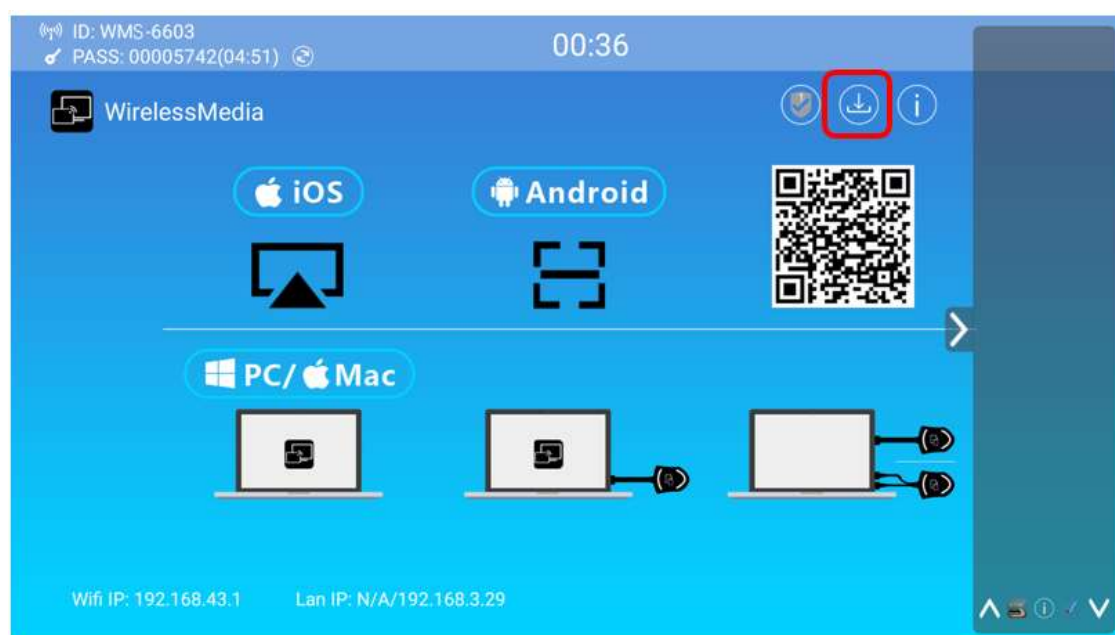 ID: WMS-6603
PASS: 00005742(04:51)
00:36
WirelessMedia
iOS
Android
PC/ Mac
Wifi IP: 192.168.43.1
Lan IP: N/A/192.168.3.29